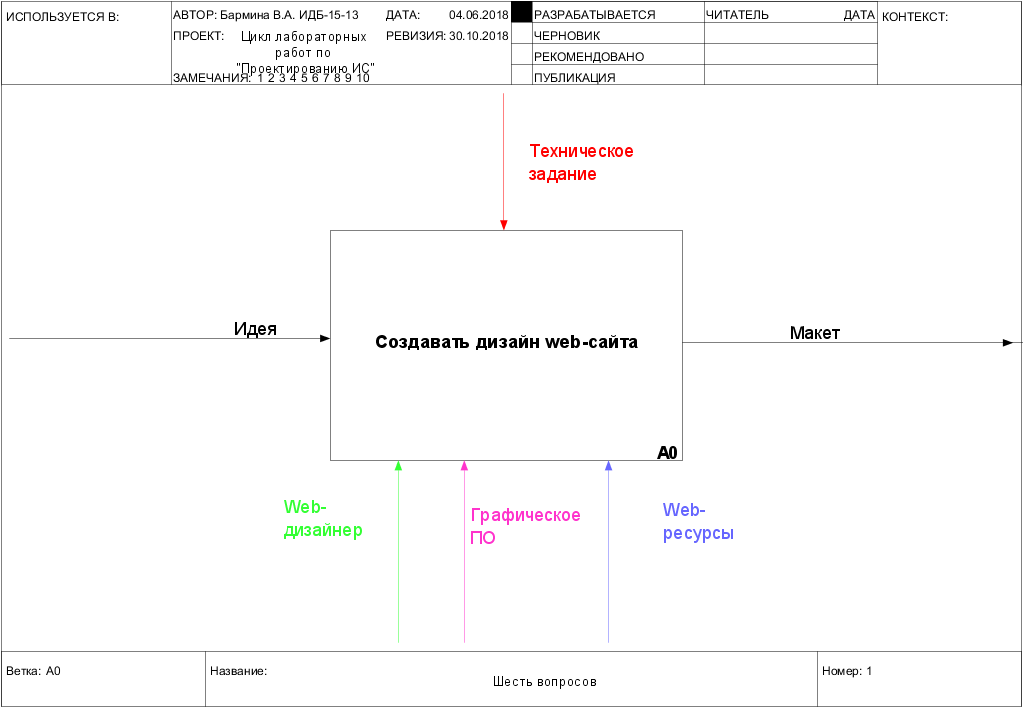 ИСПОЛЬЗУЕТСЯ В:
АВТОР: Бармина В.А. ИДБ-15-13
ДАТА: 04.06.2018
ПРОЕКТ: Цикл лабораторных
работ по
"Проектированию ИС"
РЕВИЗИЯ: 30.10.2018
ЗАМЕЧАНИЯ: 1 2 3 4 5 6 7 8 9 10
РАЗРАБАТЫВАЕТСЯ
ЧЕРНОВИК
РЕКОМЕНДОВАНО
ПУБЛИКАЦИЯ
ЧИТАТЕЛЬ ДАТА
КОНТЕКСТ:
Техническое
задание
Идея
Создавать дизайн web-сайта
Макет
A0
Web-
дизайнер
Графическое
ПО
Web-
ресурсы
Ветка: A0
Название:
Шесть вопросов
Номер: 1